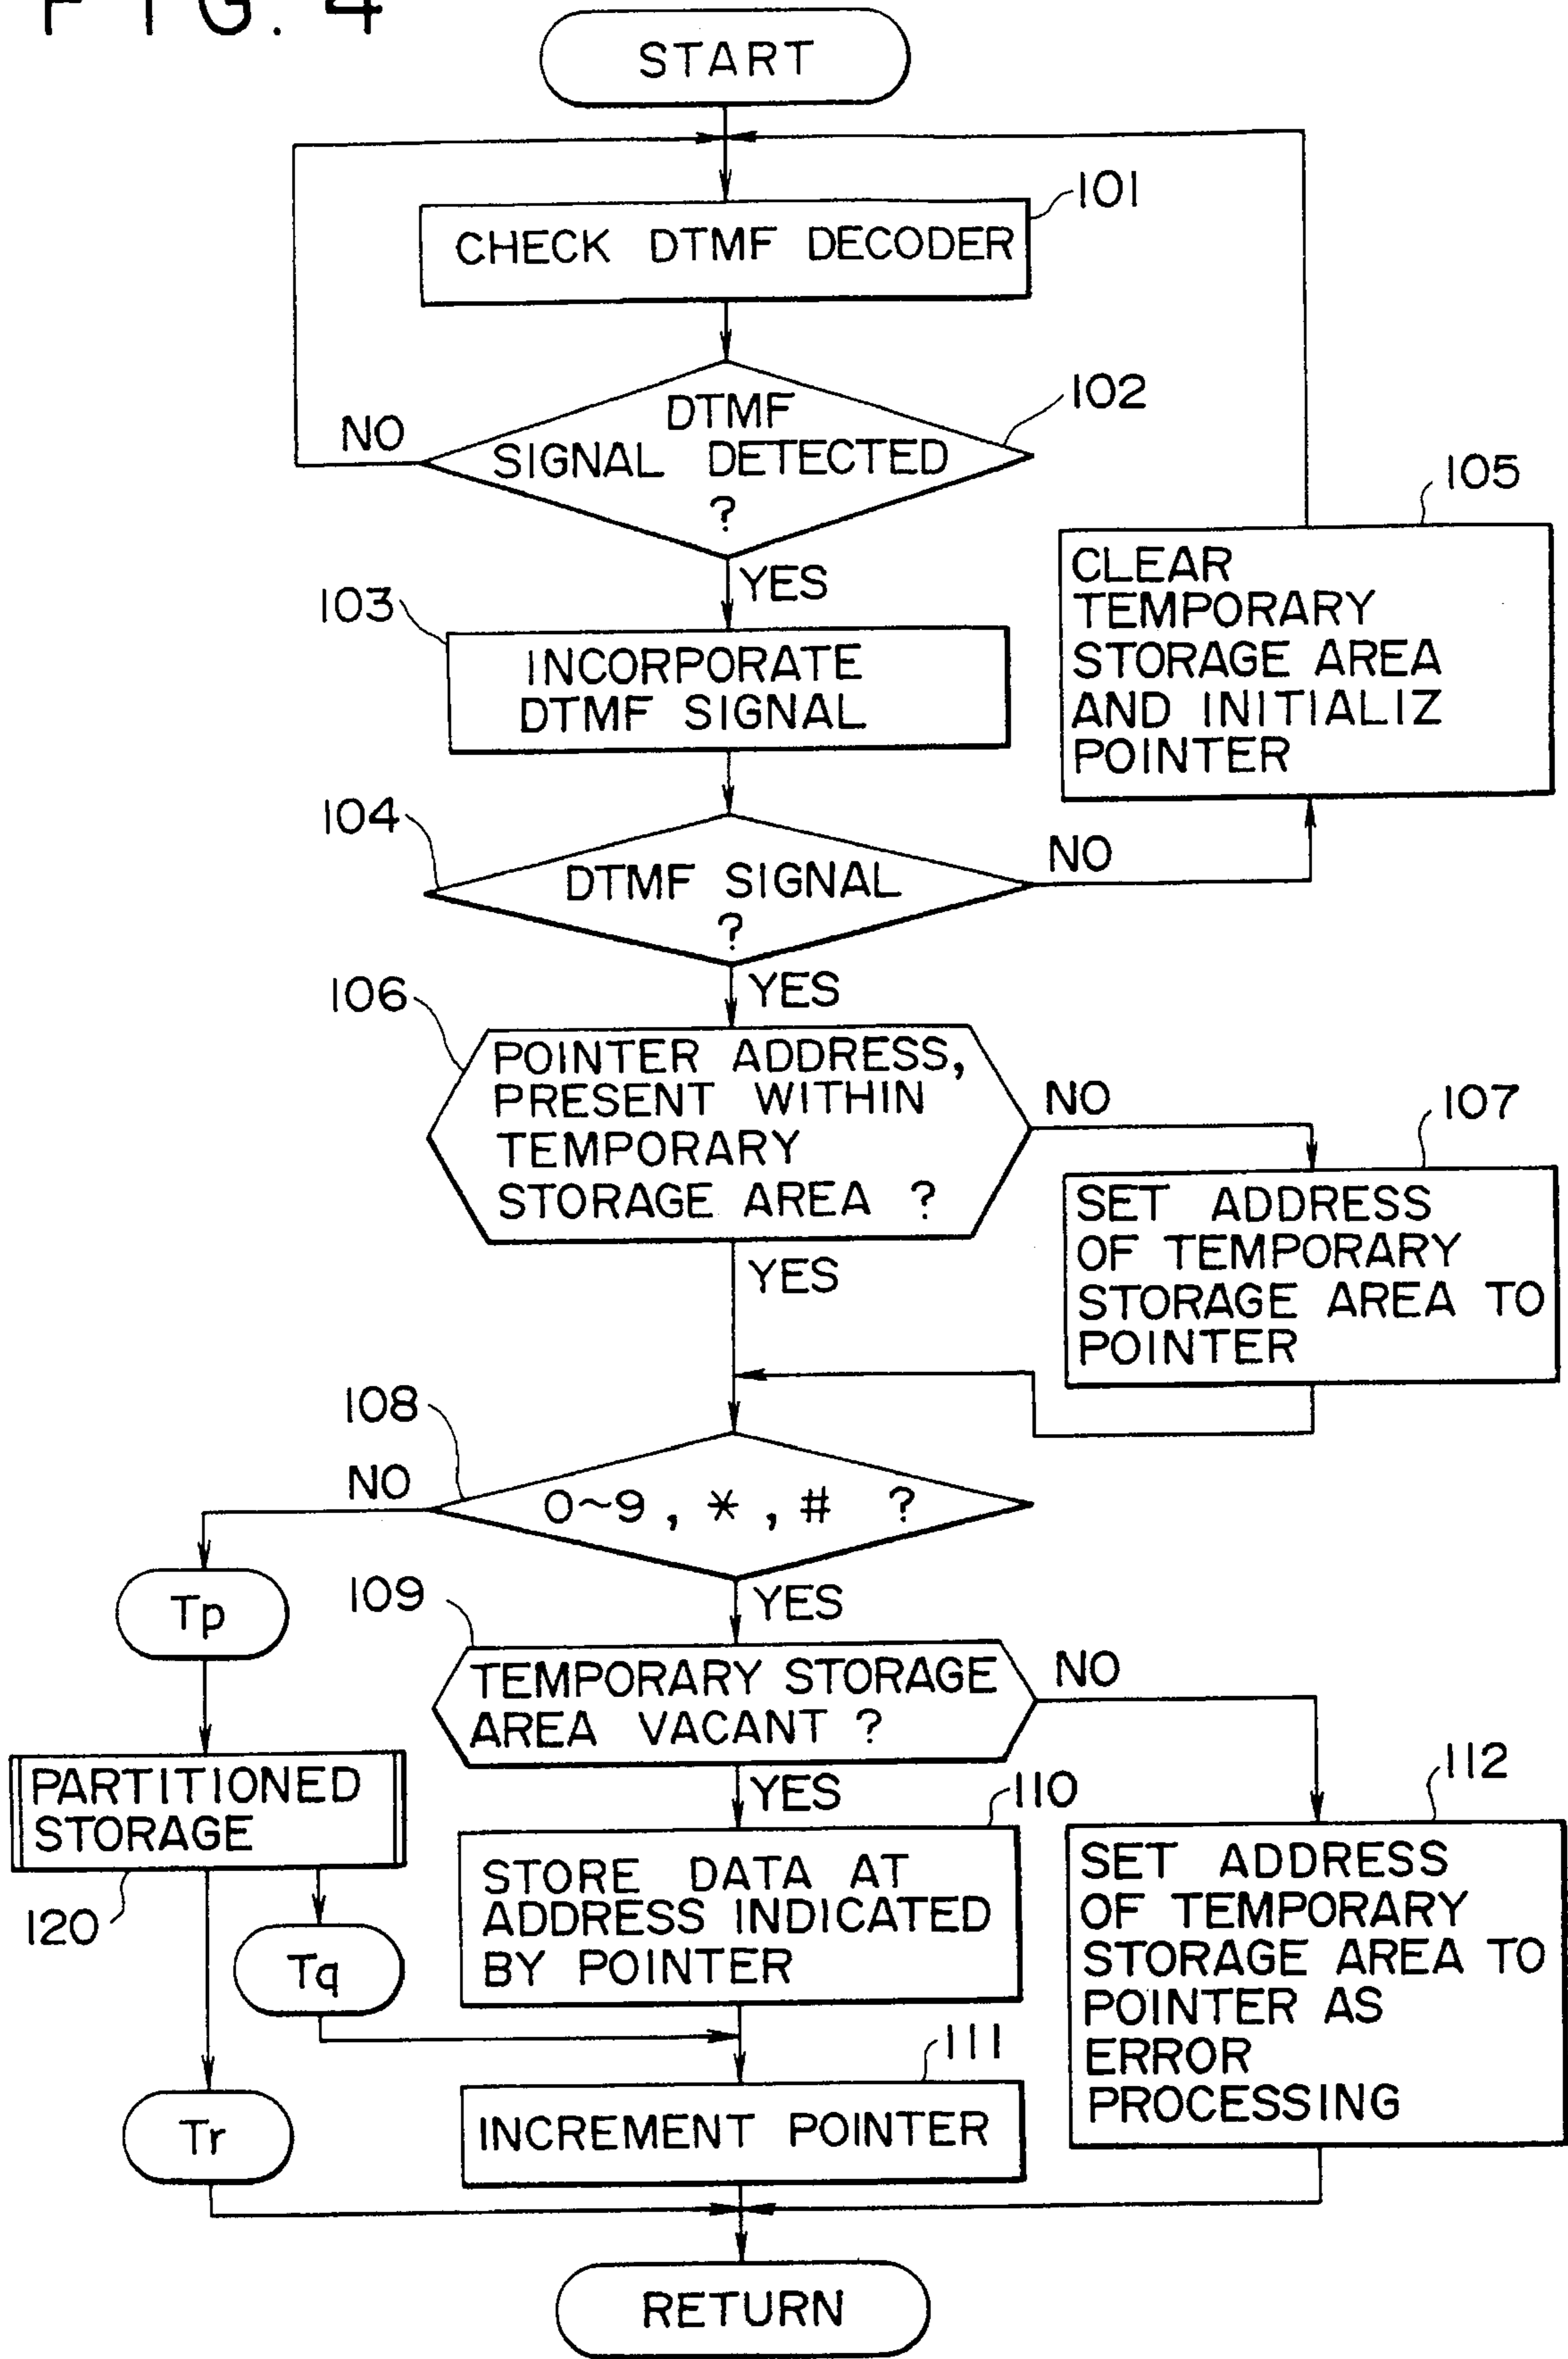 FIG. 4
START
101
CHECK DTMF DECODER
102
DTMF
SIGNAL DETECTED
?
NO
YES
105
CLEAR
TEMPORARY
STORAGE AREA
AND INITIALIZ
POINTER
103
INCORPORATE
DTMF SIGNAL
104
DTMF SIGNAL
?
NO
YES
106
POINTER ADDRESS,
PRESENT WITHIN
TEMPORARY
STORAGE AREA ?
NO
YES
107
SET ADDRESS
OF TEMPORARY
STORAGE AREA TO
POINTER
108
0~9, *, # ?
NO
YES
Tp
109
TEMPORARY STORAGE
AREA VACANT ?
NO
YES
PARTITIONED
STORAGE
120
110
STORE DATA AT
ADDRESS INDICATED
BY POINTER
112
SET ADDRESS
OF TEMPORARY
STORAGE AREA TO
POINTER AS
ERROR
PROCESSING
Tq
111
INCREMENT POINTER
Tr
RETURN